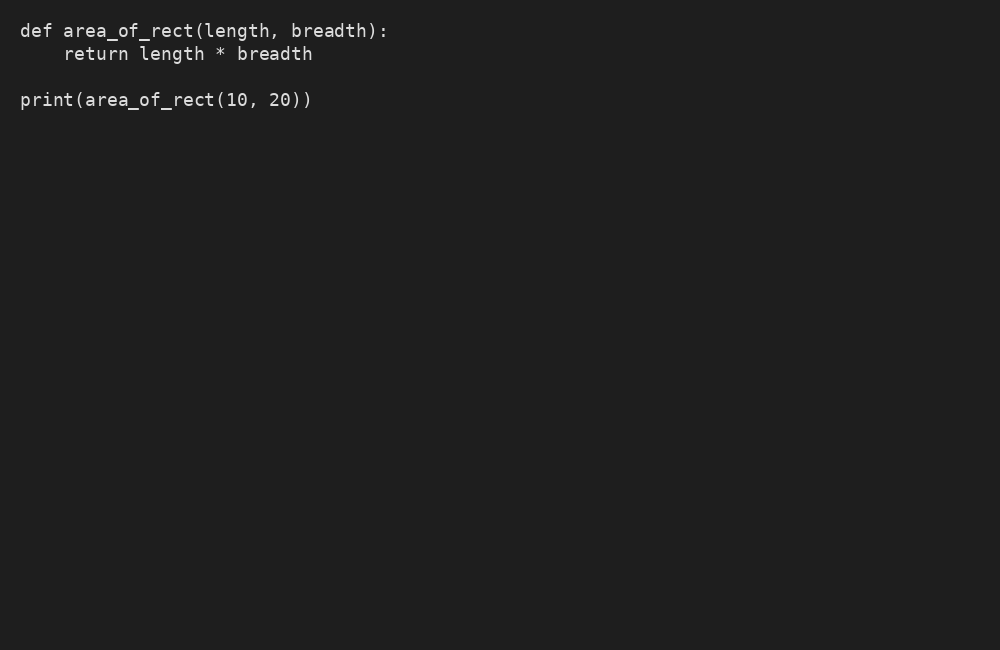 def area_of_rect(length, breadth):
    return length * breadth

print(area_of_rect(10, 20))